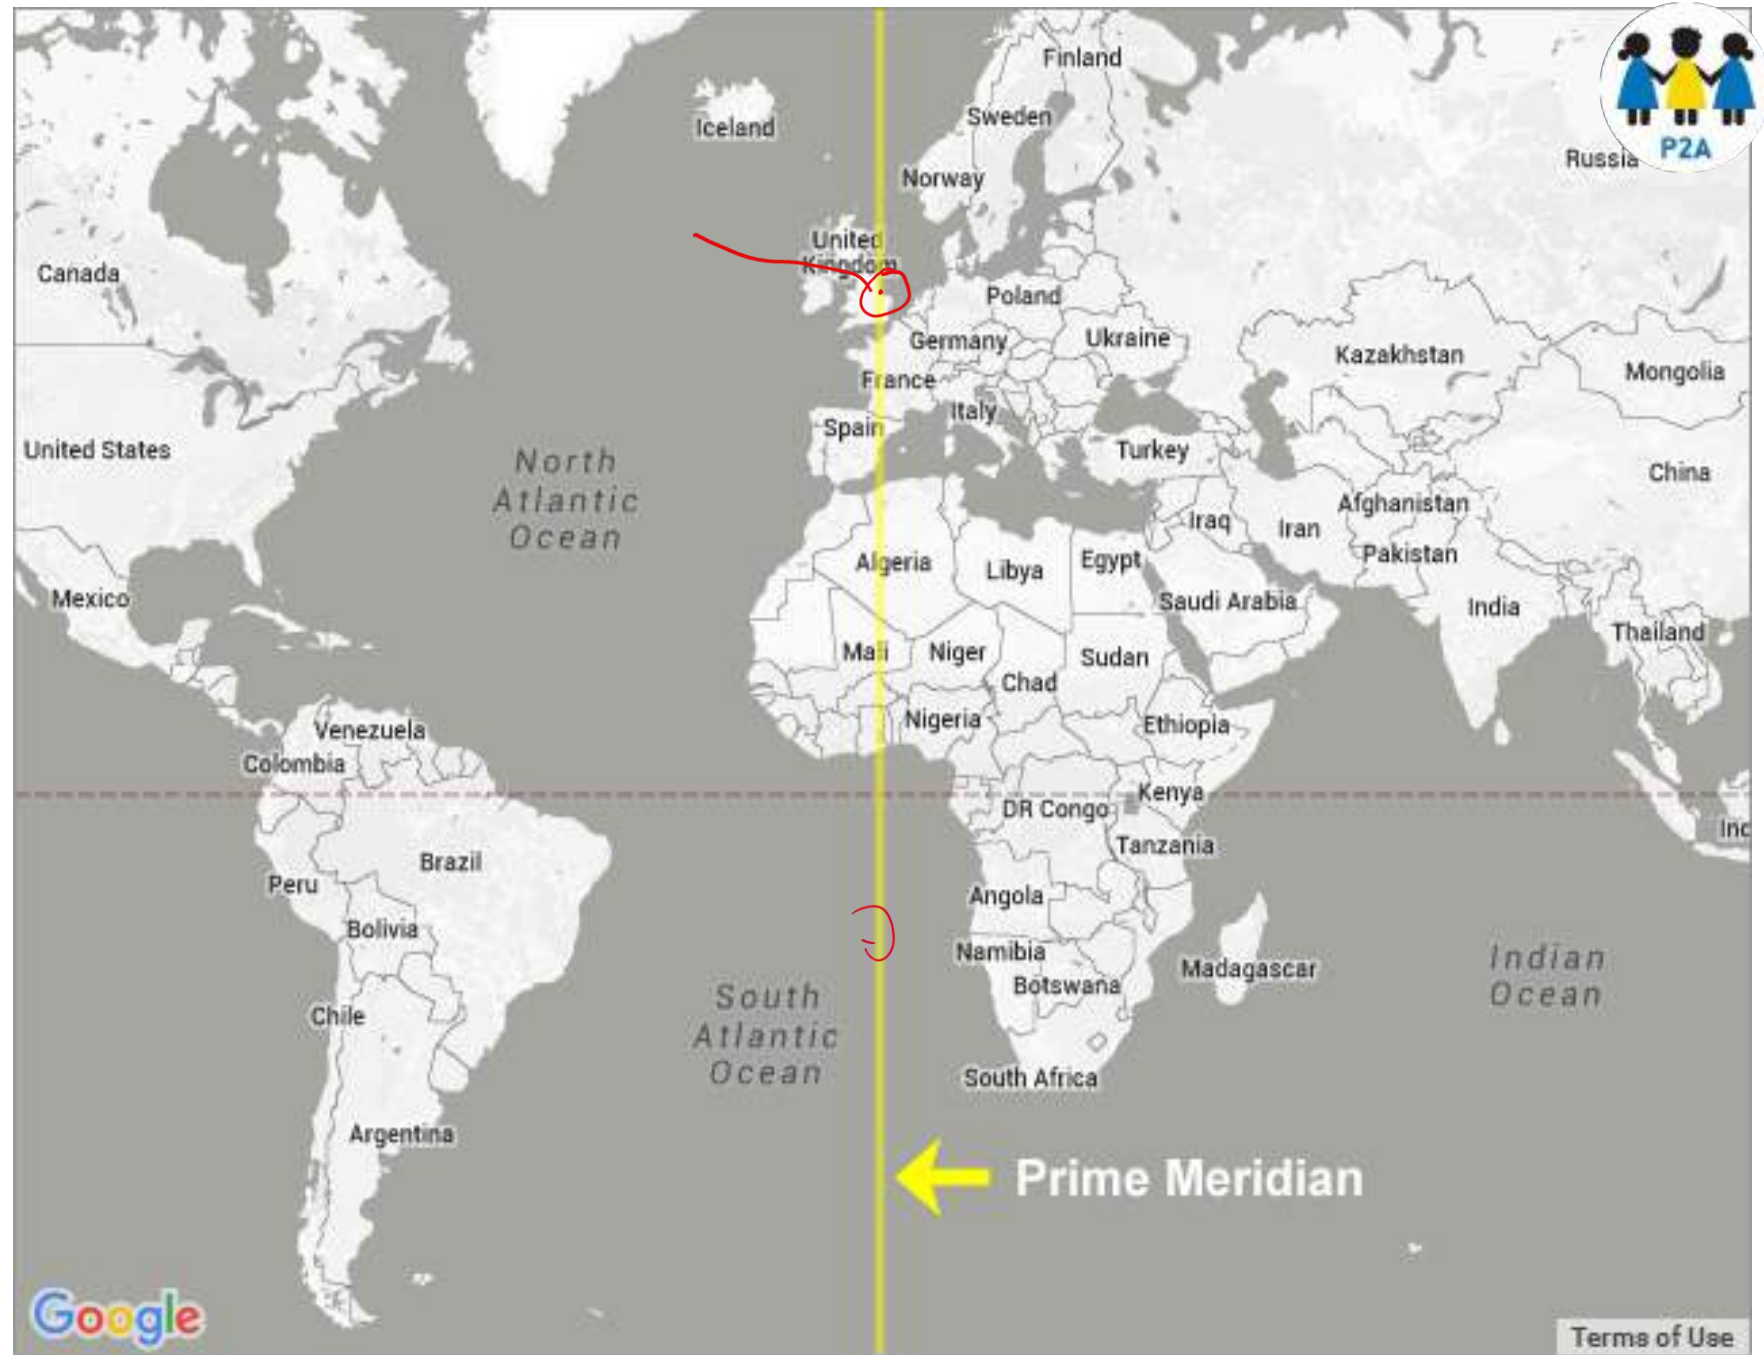 Finland
Sweden
Iceland
Russia
P2A
Norway
United
Kingdom
Canada
Poland
Germany
Ukraine
Kazakhstan
Mongolia
France
Italy
Spain
United States
Turkey
China
North
Atlantic
Ocean
Afghanistan
Iraq
Iran
Pakistan
Algeria
Libya
Egypt
Mexico
Saudi Arabia
India
Thailand
Mali
Niger
Sudan
Chad
Venezuela
Nigeria
Ethiopia
Colombia
Kenya
DR Congo
Inc
Tanzania
Brazil
Peru
Angola
Bolivia
Namibia
Madagascar
Botswana
Indian
Ocean
Chile
South
Atlantic
Ocean
South Africa
Argentina
Prime Meridian
Google
Terms of Use